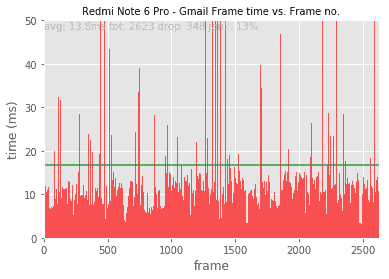 Redmi Note 6 Pro - Gmail Frame time vs. Frame no.
avg: 13.8ms tot: 2623 drop: 348 jank: 13%
50
40
30
20
10
0
time (ms)
0 500 1000 1500 2000 2500
frame